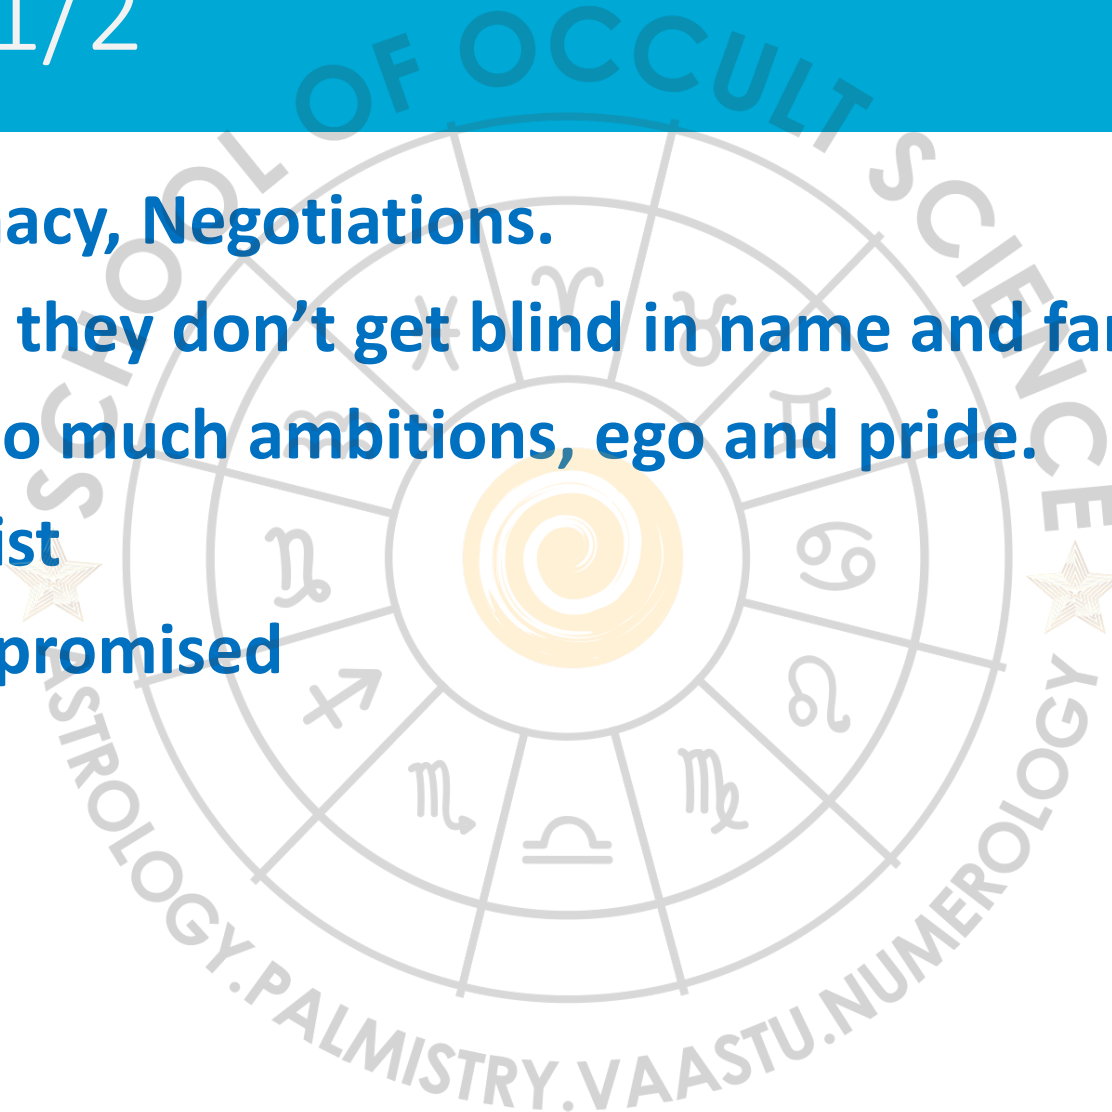 1/2
acy, Negotiations.
they don’t get blind in name and
o much ambitions, ego and pride.
ist
promised
SCHOOL OF OCCULT SCIENCE
ASTROLOGY.PALMISTRY.VAASTU.NUMEROLOGY